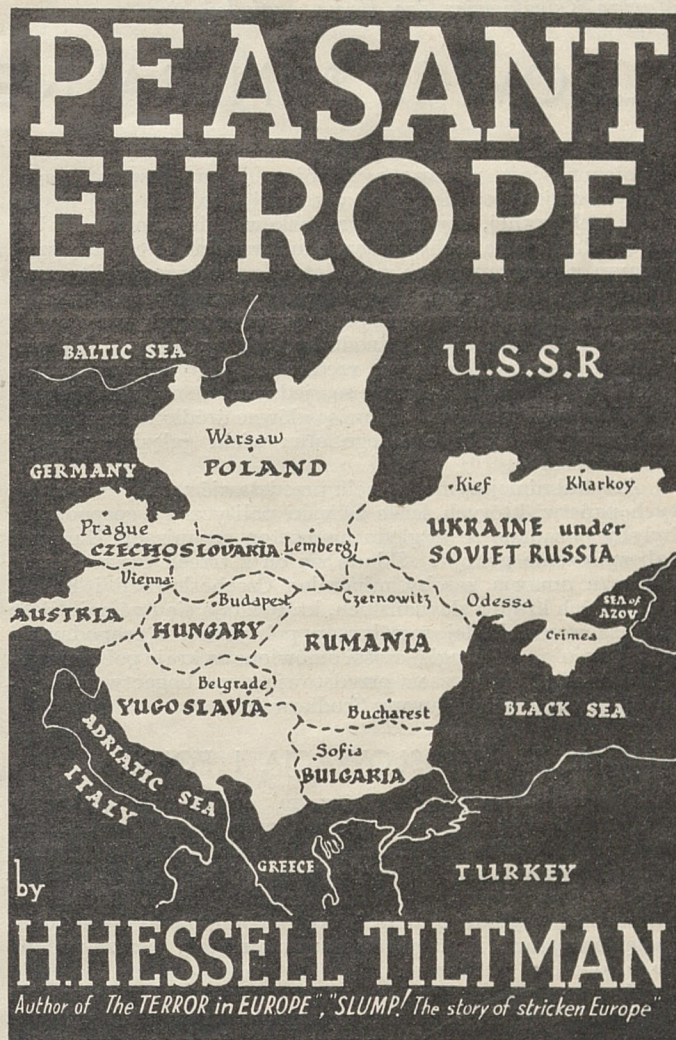 PEASANT
EUROPE
BALTIC SEA
U.S.S.R
Warsaw
POLAND
GERMANY
Kief
Kharkov
Prague
CZECHOSLOVAKIA
Lemberg
UKRAINE under
SOVIET RUSSIA
Vienna
Budapest
Czernowitz
Odessa
SEA of
AZOV
AUSTRIA
HUNGARY
RUMANIA
Crimea
Belgrade
YUGOSLAVIA
Bucharest
BLACK SEA
ADRIATIC SEA
ITALY
Sofia
BULGARIA
GREECE
TURKEY
by
H. HESSELL TILTMAN
Author of The TERROR in EUROPE", "SLUMP! The story of stricken Europe"